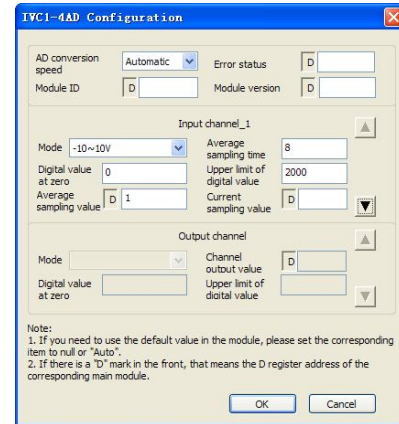 IVC1-4AD Configuration
AD conversion speed Automatic Error status D
Module ID D Module version D
Input channel_1
Mode -10~10V Average sampling time 8
Digital value at zero 0 Upper limit of digital value 2000
Average sampling value D 1 Current sampling value D
Output channel
Mode Channel output value D
Digital value at zero Upper limit of digital value
Note:
1. If you need to use the default value in the module, please set the corresponding
item to null or "Auto".
2. If there is a "D" mark in the front, that means the D register address of the
corresponding main module.
OK Cancel